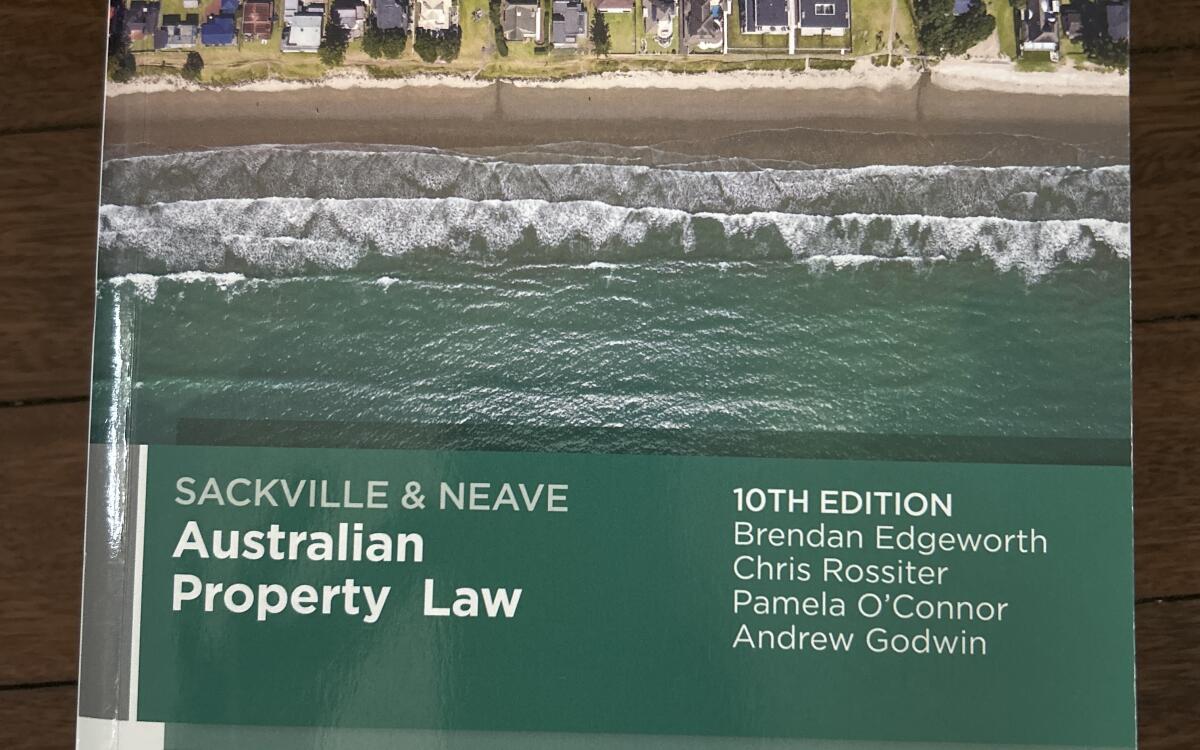 SACKVILLE & NEAVE
Australian
Property Law
10TH EDITION
Brendan Edgeworth
Chris Rossiter
Pamela O'Connor
Andrew Godwin